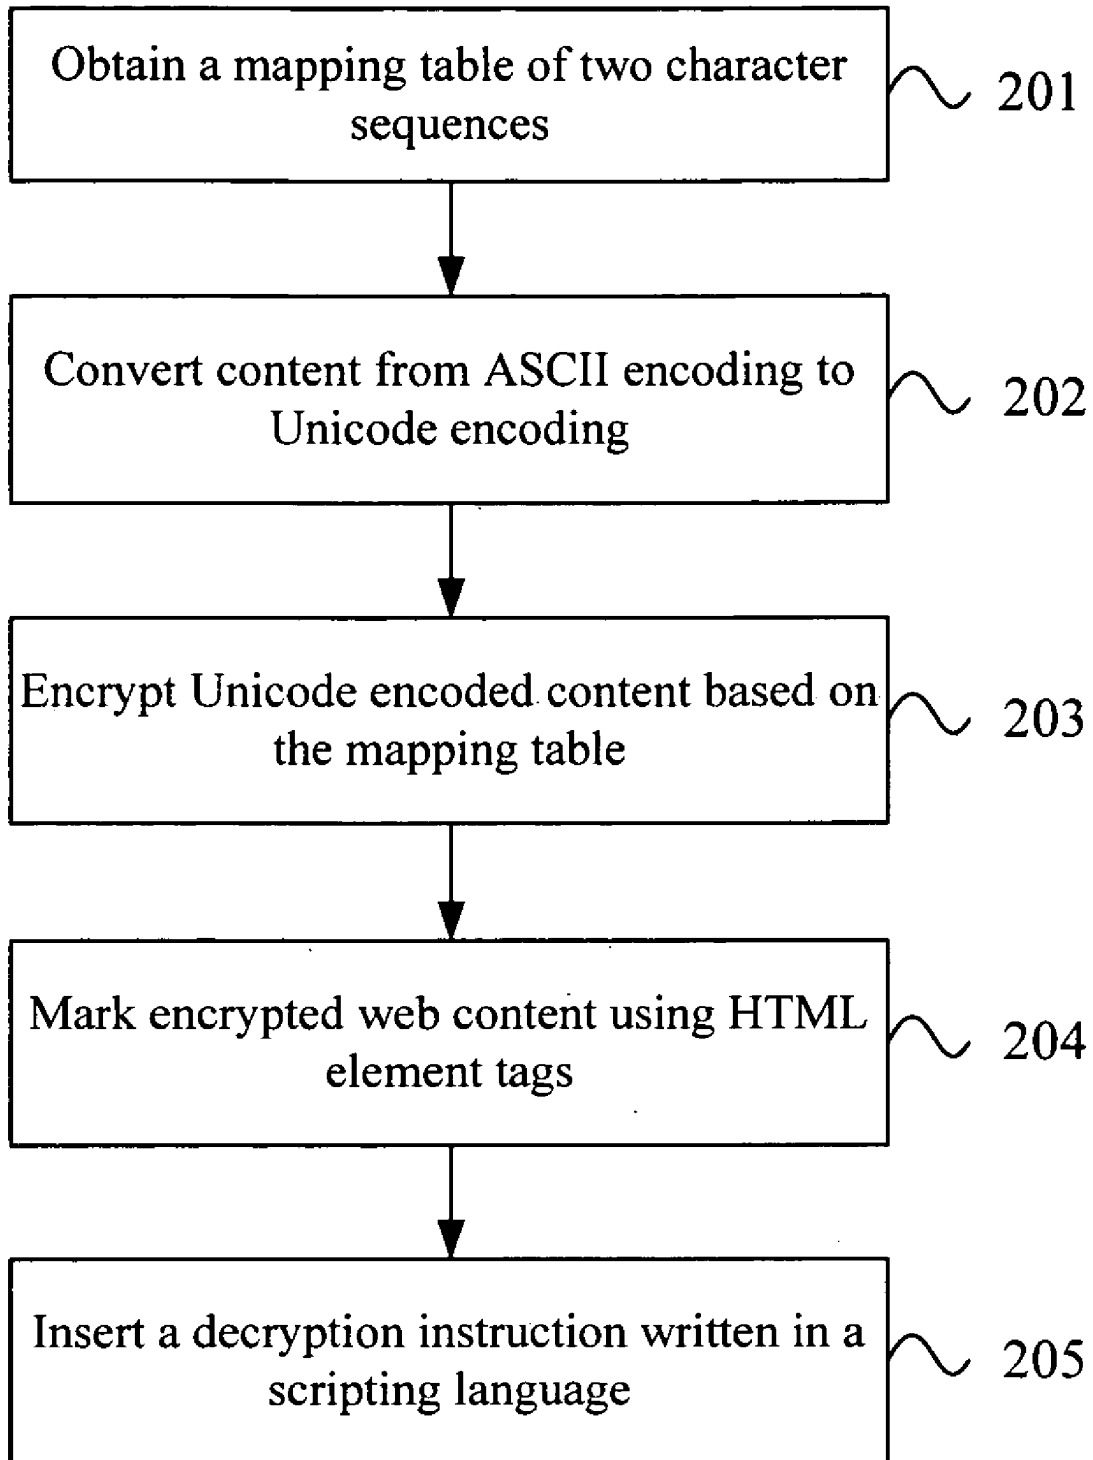 Obtain a mapping table of two character
sequences
201
Convert content from ASCII encoding to
Unicode encoding
202
Encrypt Unicode encoded content based on
the mapping table
203
Mark encrypted web content using HTML
element tags
204
Insert a decryption instruction written in a
scripting language
205